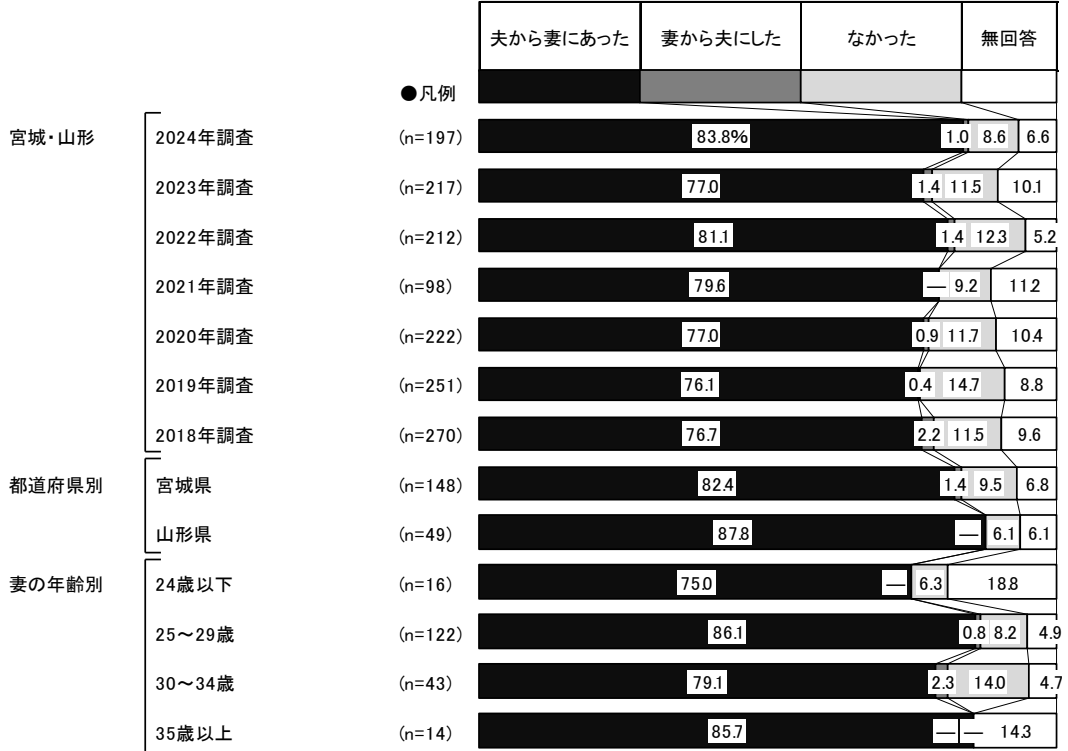 夫から妻にあった 妻から夫にした なかった 無回答
●凡例
宮城・山形 2024年調査 (n=197) 83.8% 1.0 8.6 6.6
2023年調査 (n=217) 77.0 1.4 11.5 10.1
2022年調査 (n=212) 81.1 1.4 12.3 5.2
2021年調査 (n=98) 79.6 ― 9.2 11.2
2020年調査 (n=222) 77.0 0.9 11.7 10.4
2019年調査 (n=251) 76.1 0.4 14.7 8.8
2018年調査 (n=270) 76.7 2.2 11.5 9.6
都道府県別 宮城県 (n=148) 82.4 1.4 9.5 6.8
山形県 (n=49) 87.8 ― 6.1 6.1
妻の年齢別 24歳以下 (n=16) 75.0 ― 6.3 18.8
25～29歳 (n=122) 86.1 0.8 8.2 4.9
30～34歳 (n=43) 79.1 2.3 14.0 4.7
35歳以上 (n=14) 85.7 ― ― 14.3